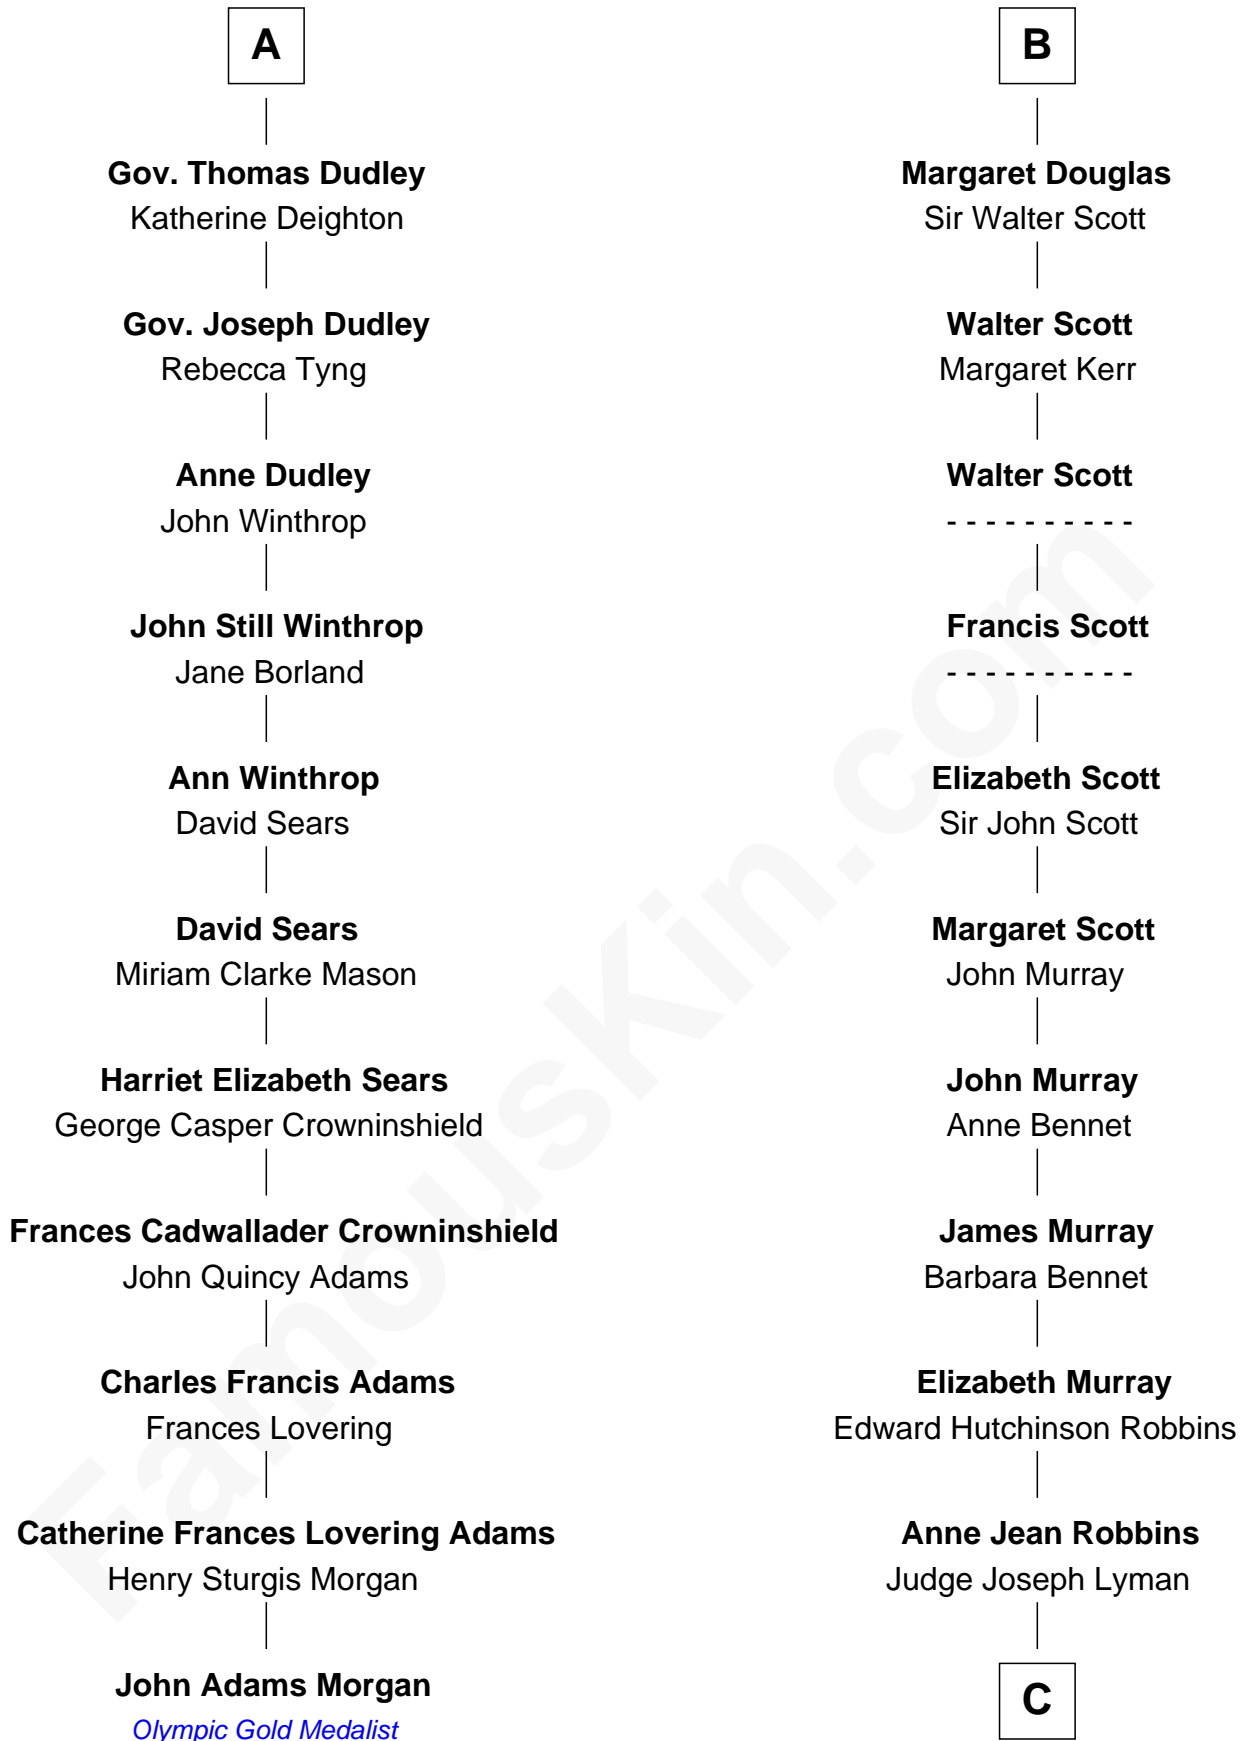 A
Gov. Thomas Dudley
Katherine Deighton
Gov. Joseph Dudley
Rebecca Tyng
Anne Dudley
John Winthrop
John Still Winthrop
Jane Borland
Ann Winthrop
David Sears
David Sears
Miriam Clarke Mason
Harriet Elizabeth Sears
George Casper Crowninshield
Frances Cadwallader Crowninshield
John Quincy Adams
Charles Francis Adams
Frances Lovering
Catherine Frances Lovering Adams
Henry Sturgis Morgan
John Adams Morgan
Olympic Gold Medalist
B
Margaret Douglas
Sir Walter Scott
Walter Scott
Margaret Kerr
Walter Scott
- - - - - - - - - -
Francis Scott
- - - - - - - - - -
Elizabeth Scott
Sir John Scott
Margaret Scott
John Murray
John Murray
Anne Bennet
James Murray
Barbara Bennet
Elizabeth Murray
Edward Hutchinson Robbins
Anne Jean Robbins
Judge Joseph Lyman
C
FamousKin.com